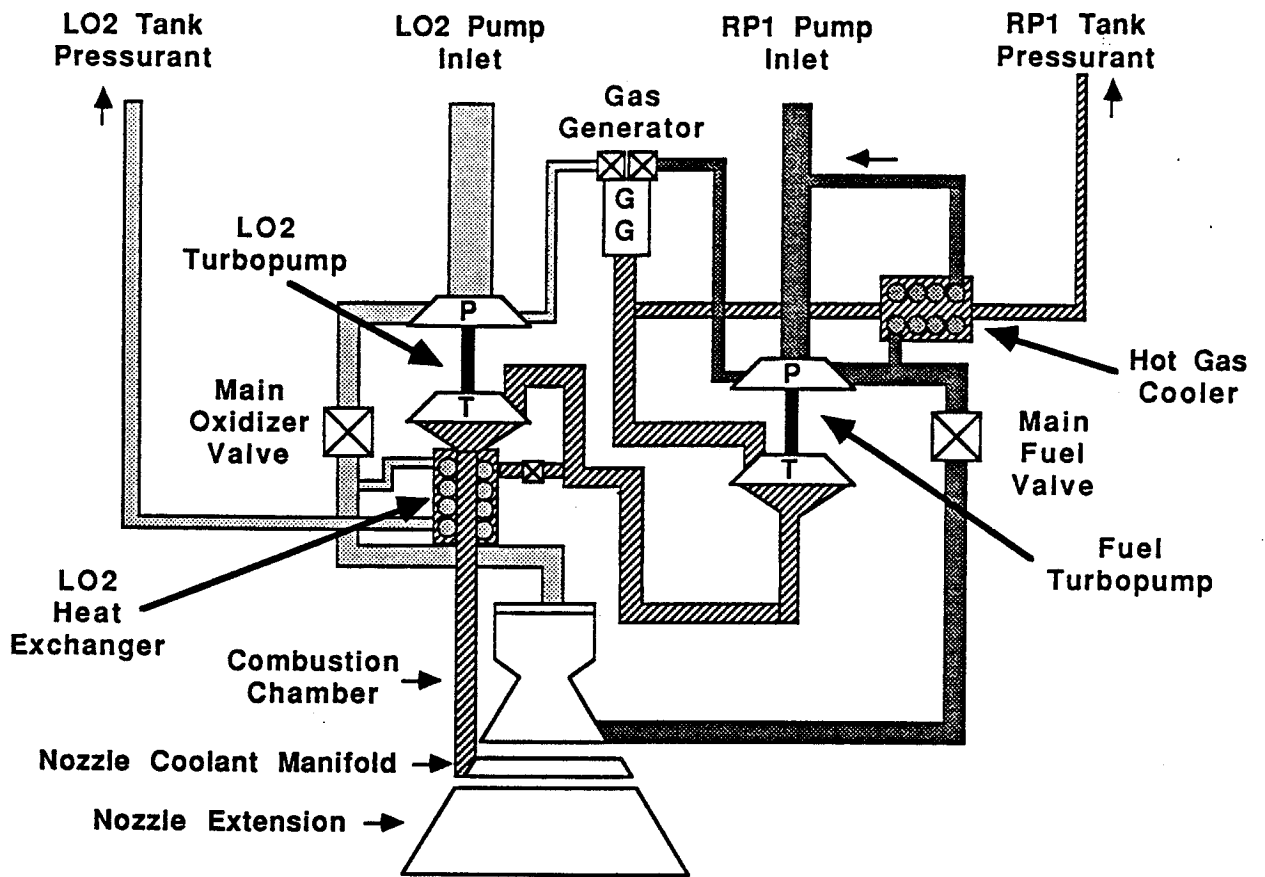 LO2 Tank
Pressurant
LO2 Pump
Inlet
RP1 Pump
Inlet
RP1 Tank
Pressurant
Gas
Generator
G
G
LO2
Turbopump
P
T
Main
Oxidizer
Valve
P
T
Hot Gas
Cooler
Main
Fuel
Valve
Fuel
Turbopump
LO2
Heat
Exchanger
Combustion
Chamber
Nozzle Coolant Manifold
Nozzle Extension